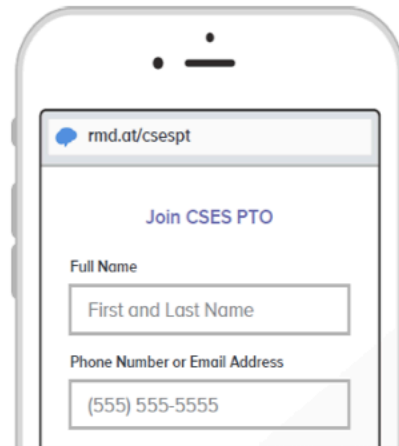 rmd.at/csespt
Join CSES PTO
Full Name
First and Last Name
Phone Number or Email Address
(555) 555-5555